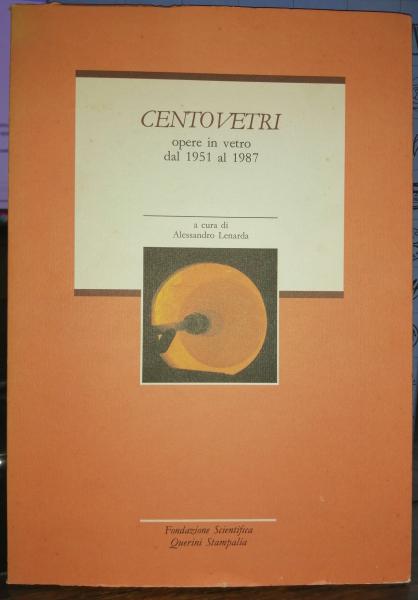 CENTOVETRI
opere in vetro
dal 1951 al 1987
a cura di
Alessandro Lenarda
Fondazione Scientifica
Querini Stampalia